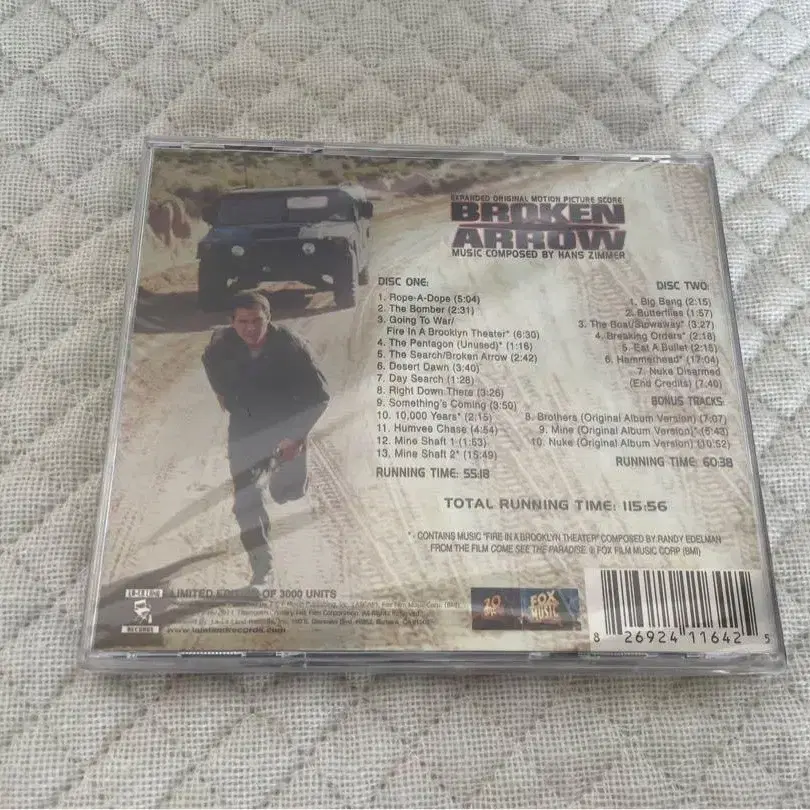 EXPANDED ORIGINAL MOTION PICTURE SCORE
BROKEN
ARROW
MUSIC COMPOSED BY HANS ZIMMER
DISC ONE:
1. Rope-A-Dope (5:04)
2. The Bomber (2:31)
3. Going To War/
Fire In A Brooklyn Theater* (6:30)
4. The Pentagon (Unused)* (1:16)
5. The Search/Broken Arrow (2:42)
6. Desert Dawn (3:40)
7. Day Search (1:28)
8. Right Down There (3:26)
9. Something's Coming (3:50)
10. 10,000 Years* (2:15)
11. Humvee Chase (4:54)
12. Mine Shaft 1 (1:53)
13. Mine Shaft 2* (15:49)
RUNNING TIME: 55:18
DISC TWO:
1. Big Bang (2:15)
2. Butterflies (1:57)
3. The Boat/Stowaway* (3:27)
4. Breaking Orders* (2:18)
5. Eat A Bullet (2:15)
6. Hammerhead* (17:04)
7. Nuke Disarmed
(End Credits) (7:40)
BONUS TRACKS:
8. Brothers (Original Album Version) (7:07)
9. Mine (Original Album Version)* (5:43)
10. Nuke (Original Album Version) (10:52)
RUNNING TIME: 60:38
TOTAL RUNNING TIME: 115:56
* - CONTAINS MUSIC "FIRE IN A BROOKLYN THEATER" COMPOSED BY RANDY EDELMAN
FROM THE FILM COME SEE THE PARADISE ℗ FOX FILM MUSIC CORP (BMI)
LA-LA LAND
RECORDS
LIMITED EDITION OF 3000 UNITS
www.lalalandrecords.com
FOX
MUSIC
8 26924 11642 5